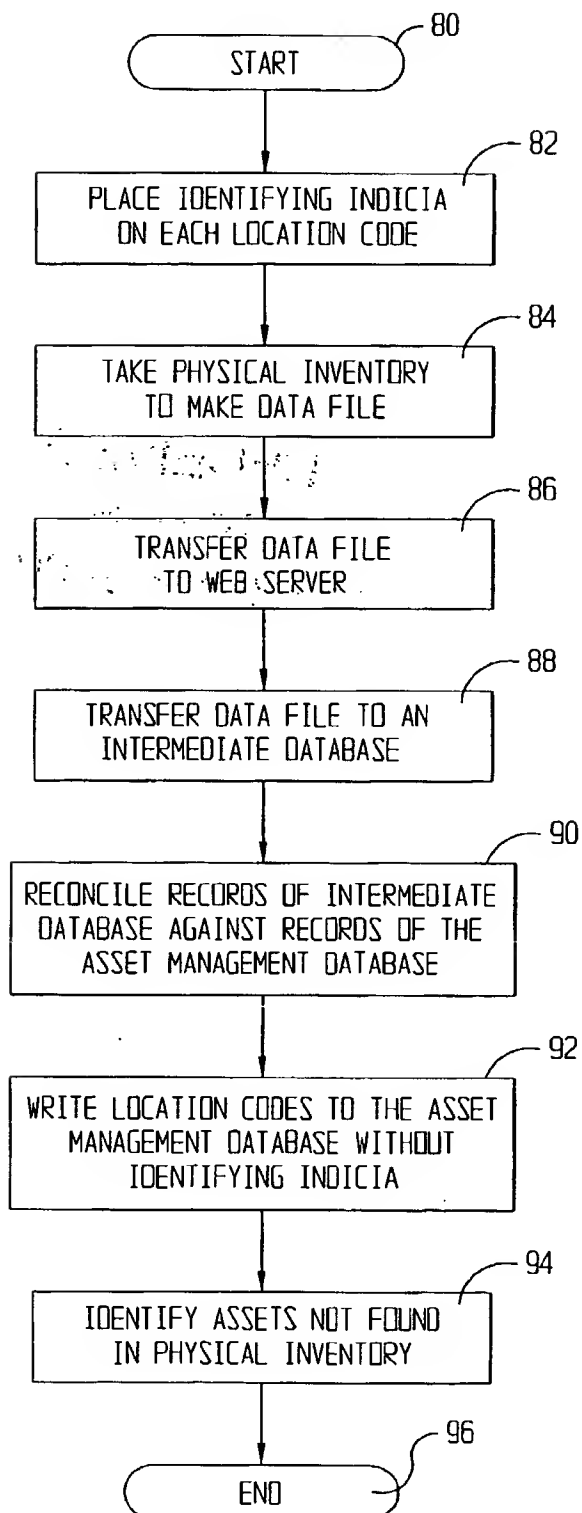 80
START
82
PLACE IDENTIFYING INDICIA
ON EACH LOCATION CODE
84
TAKE PHYSICAL INVENTORY
TO MAKE DATA FILE
86
TRANSFER DATA FILE
TO WEB SERVER
88
TRANSFER DATA FILE TO AN
INTERMEDIATE DATABASE
90
RECONCILE RECORDS OF INTERMEDIATE
DATABASE AGAINST RECORDS OF THE
ASSET MANAGEMENT DATABASE
92
WRITE LOCATION CODES TO THE ASSET
MANAGEMENT DATABASE WITHOUT
IDENTIFYING INDICIA
94
IDENTIFY ASSETS NOT FOUND
IN PHYSICAL INVENTORY
96
END